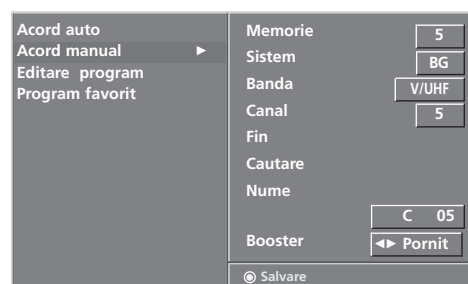 Acord auto
Acord manual ►
Editare program
Program favorit
Memorie 5
Sistem BG
Banda V/UHF
Canal 5
Fin
Cautare
Nume
C 05
Booster ◄► Pornit
◉ Salvare